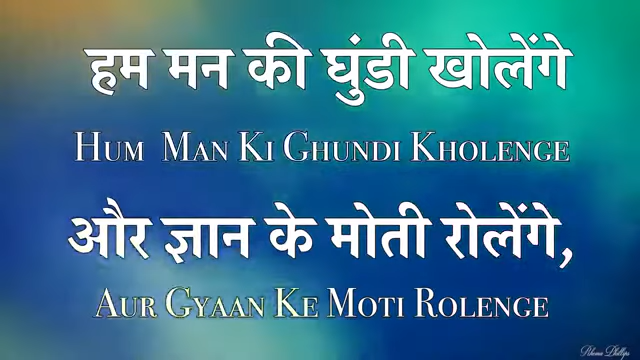 हम मन की घुंडी खोलेंगे
Hum Man Ki Ghundi Kholenge
और ज्ञान के मोती रोलेंगे,
Aur Gyaan Ke Moti Rolenge